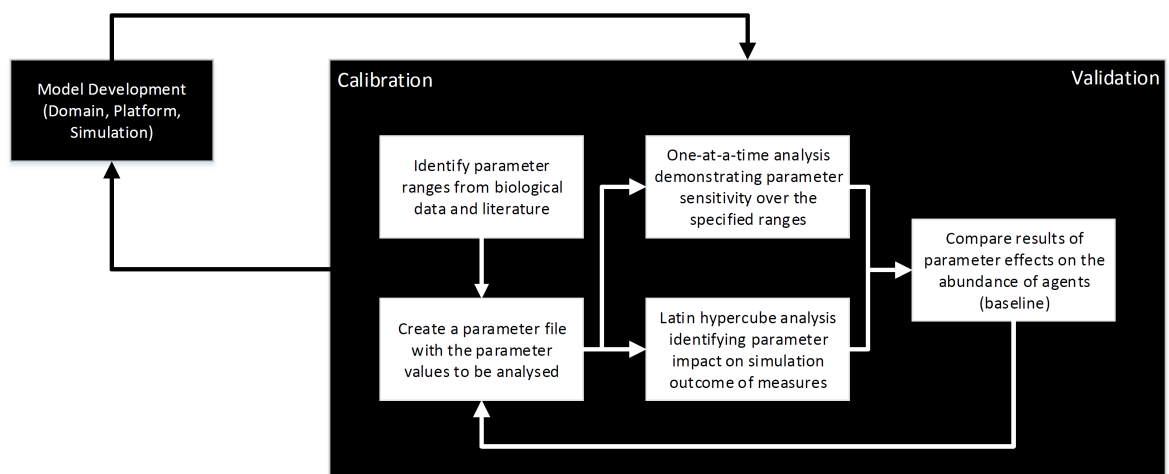 Model Development
(Domain, Platform,
Simulation)
Calibration
Validation
Identify parameter
ranges from biological
data and literature
One-at-a-time analysis
demonstrating parameter
sensitivity over the
specified ranges
Compare results of
parameter effects on the
abundance of agents
(baseline)
Create a parameter file
with the parameter
values to be analysed
Latin hypercube analysis
identifying parameter
impact on simulation
outcome of measures